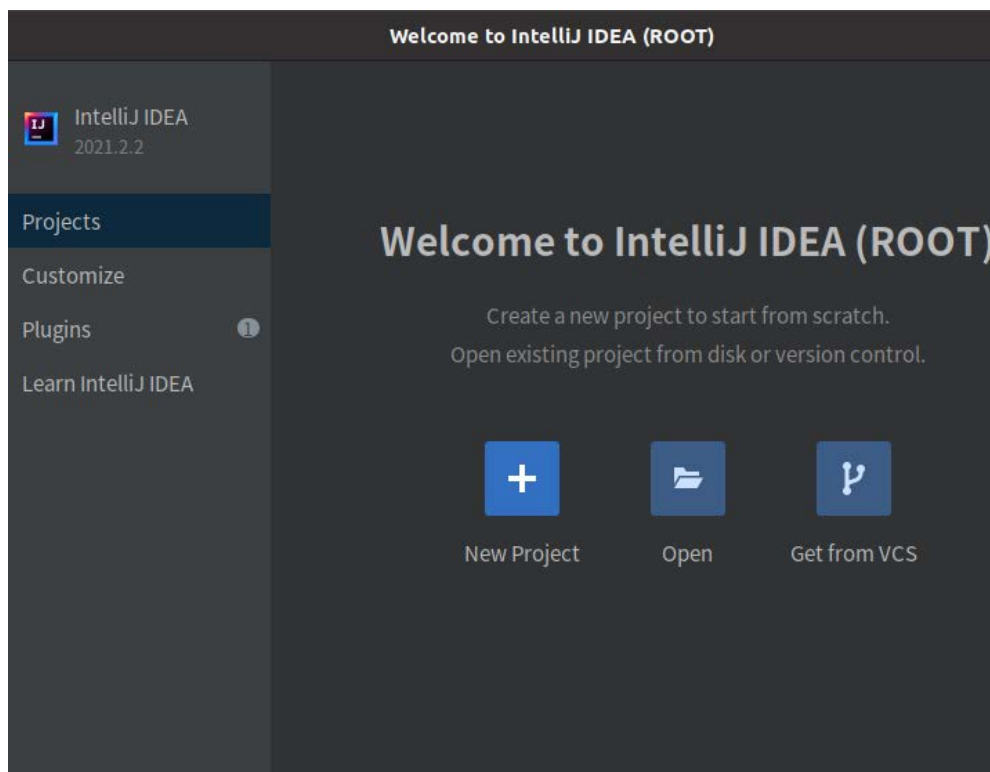 Welcome to IntelliJ IDEA (ROOT)
IJ
IntelliJ IDEA
2021.2.2
Projects
Customize
Plugins 1
Learn IntelliJ IDEA
Welcome to IntelliJ IDEA (ROOT)
Create a new project to start from scratch.
Open existing project from disk or version control.
New Project
Open
Get from VCS